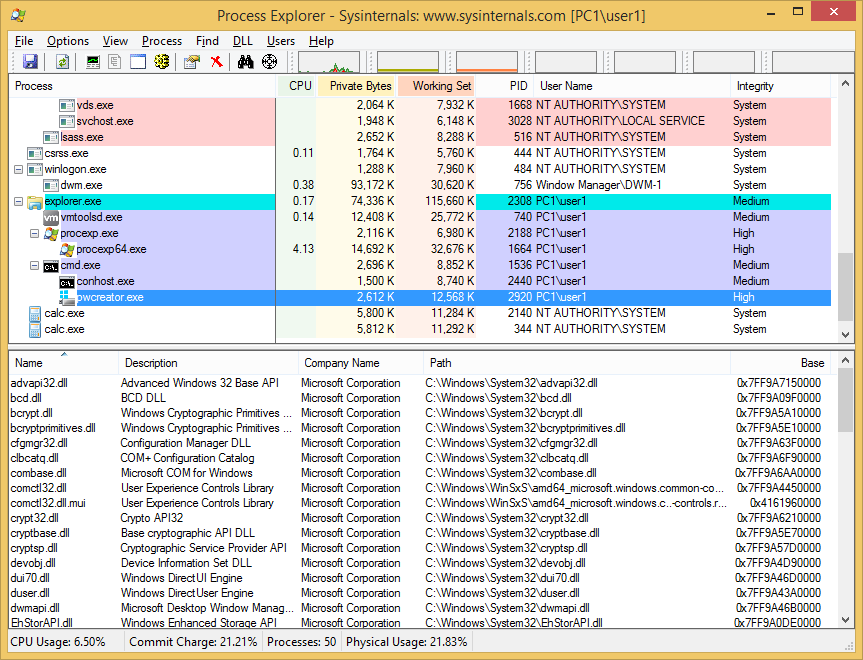 Process Explorer - Sysinternals: www.sysinternals.com [PC1\user1]
File Options View Process Find DLL Users Help
Process CPU Private Bytes Working Set PID User Name Integrity
vds.exe 2,064 K 7,932 K 1668 NT AUTHORITY\SYSTEM System
svchost.exe 1,948 K 6,148 K 3028 NT AUTHORITY\LOCAL SERVICE System
lsass.exe 2,652 K 8,288 K 516 NT AUTHORITY\SYSTEM System
csrss.exe 0.11 1,764 K 5,760 K 444 NT AUTHORITY\SYSTEM System
winlogon.exe 1,288 K 7,960 K 484 NT AUTHORITY\SYSTEM System
dwm.exe 0.38 93,172 K 30,620 K 756 Window Manager\DWM-1 System
explorer.exe 0.17 74,336 K 115,660 K 2308 PC1\user1 Medium
vm vmtoolsd.exe 0.14 12,408 K 25,772 K 740 PC1\user1 Medium
procexp.exe 2,116 K 6,980 K 2188 PC1\user1 High
procexp64.exe 4.13 14,692 K 32,676 K 1664 PC1\user1 High
C:\. cmd.exe 2,696 K 8,852 K 1536 PC1\user1 Medium
C:\. conhost.exe 1,500 K 8,740 K 2440 PC1\user1 Medium
pwcreator.exe 2,612 K 12,568 K 2920 PC1\user1 High
calc.exe 5,800 K 11,284 K 2140 NT AUTHORITY\SYSTEM System
calc.exe 5,812 K 11,292 K 344 NT AUTHORITY\SYSTEM System
Name Description Company Name Path Base
advapi32.dll Advanced Windows 32 Base API Microsoft Corporation C:\Windows\System32\advapi32.dll 0x7FF9A7150000
bcd.dll BCD DLL Microsoft Corporation C:\Windows\System32\bcd.dll 0x7FF9A09F0000
bcrypt.dll Windows Cryptographic Primitives ... Microsoft Corporation C:\Windows\System32\bcrypt.dll 0x7FF9A5A10000
bcryptprimitives.dll Windows Cryptographic Primitives ... Microsoft Corporation C:\Windows\System32\bcryptprimitives.dll 0x7FF9A5E10000
cfgmgr32.dll Configuration Manager DLL Microsoft Corporation C:\Windows\System32\cfgmgr32.dll 0x7FF9A63F0000
clbcatq.dll COM+ Configuration Catalog Microsoft Corporation C:\Windows\System32\clbcatq.dll 0x7FF9A6F90000
combase.dll Microsoft COM for Windows Microsoft Corporation C:\Windows\System32\combase.dll 0x7FF9A6AA0000
comctl32.dll User Experience Controls Library Microsoft Corporation C:\Windows\WinSxS\amd64_microsoft.windows.common-co... 0x7FF9A4450000
comctl32.dll.mui User Experience Controls Library Microsoft Corporation C:\Windows\WinSxS\amd64_microsoft.windows.c..-controls.r... 0x4161960000
crypt32.dll Crypto API32 Microsoft Corporation C:\Windows\System32\crypt32.dll 0x7FF9A6210000
cryptbase.dll Base cryptographic API DLL Microsoft Corporation C:\Windows\System32\cryptbase.dll 0x7FF9A5E70000
cryptsp.dll Cryptographic Service Provider API Microsoft Corporation C:\Windows\System32\cryptsp.dll 0x7FF9A57D0000
devobj.dll Device Information Set DLL Microsoft Corporation C:\Windows\System32\devobj.dll 0x7FF9A4D90000
dui70.dll Windows DirectUI Engine Microsoft Corporation C:\Windows\System32\dui70.dll 0x7FF9A46D0000
duser.dll Windows DirectUser Engine Microsoft Corporation C:\Windows\System32\duser.dll 0x7FF9A43A0000
dwmapi.dll Microsoft Desktop Window Manag... Microsoft Corporation C:\Windows\System32\dwmapi.dll 0x7FF9A46B0000
EhStorAPI.dll Windows Enhanced Storage API Microsoft Corporation C:\Windows\System32\EhStorAPI.dll 0x7FF9A0DE0000
CPU Usage: 6.50% Commit Charge: 21.21% Processes: 50 Physical Usage: 21.83%